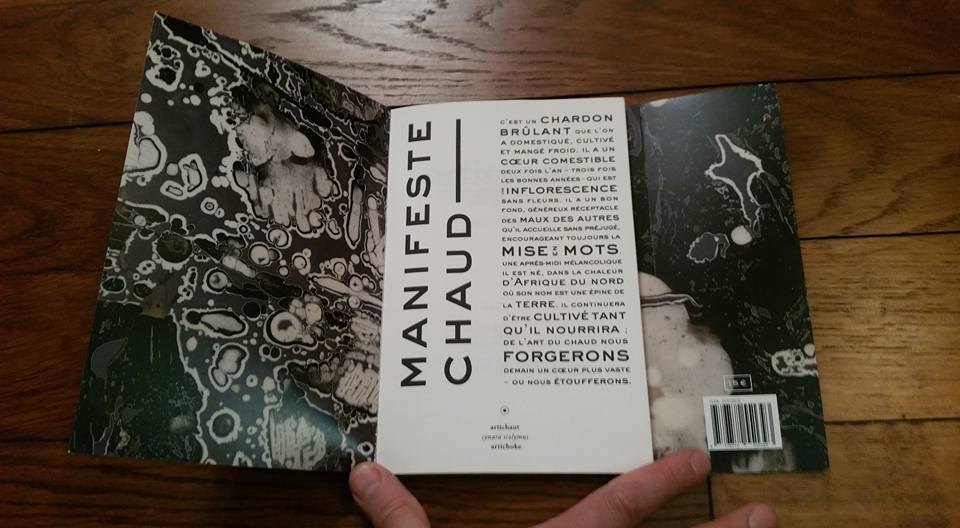 MANIFESTE
CHAUD
C'EST UN CHARDON
BRÛLANT QUE L'ON
A DOMESTIQUÉ, CULTIVÉ
ET MANGÉ FROID. IL A UN
CŒUR COMESTIBLE
DEUX FOIS L'AN – TROIS FOIS
LES BONNES ANNÉES – QUI EST
INFLORESCENCE
SANS FLEURS. IL A UN BON
FOND, GÉNÉREUX RÉCEPTACLE
DES MAUX DES AUTRES
QU'IL ACCUEILLE SANS PRÉJUGÉ,
ENCOURAGEANT TOUJOURS LA
MISE EN MOTS.
UNE APRÈS-MIDI MÉLANCOLIQUE
IL EST NÉ, DANS LA CHALEUR
D'AFRIQUE DU NORD
OÙ SON NOM EST UNE ÉPINE DE
LA TERRE. IL CONTINUERA
D'ÊTRE CULTIVÉ TANT
QU'IL NOURRIRA ;
DE L'ART DU CHAUD NOUS
FORGERONS
DEMAIN UN CŒUR PLUS VASTE
– OU NOUS ÉTOUFFERONS.
artichaut
cynara scolymus
artichoke
15 €